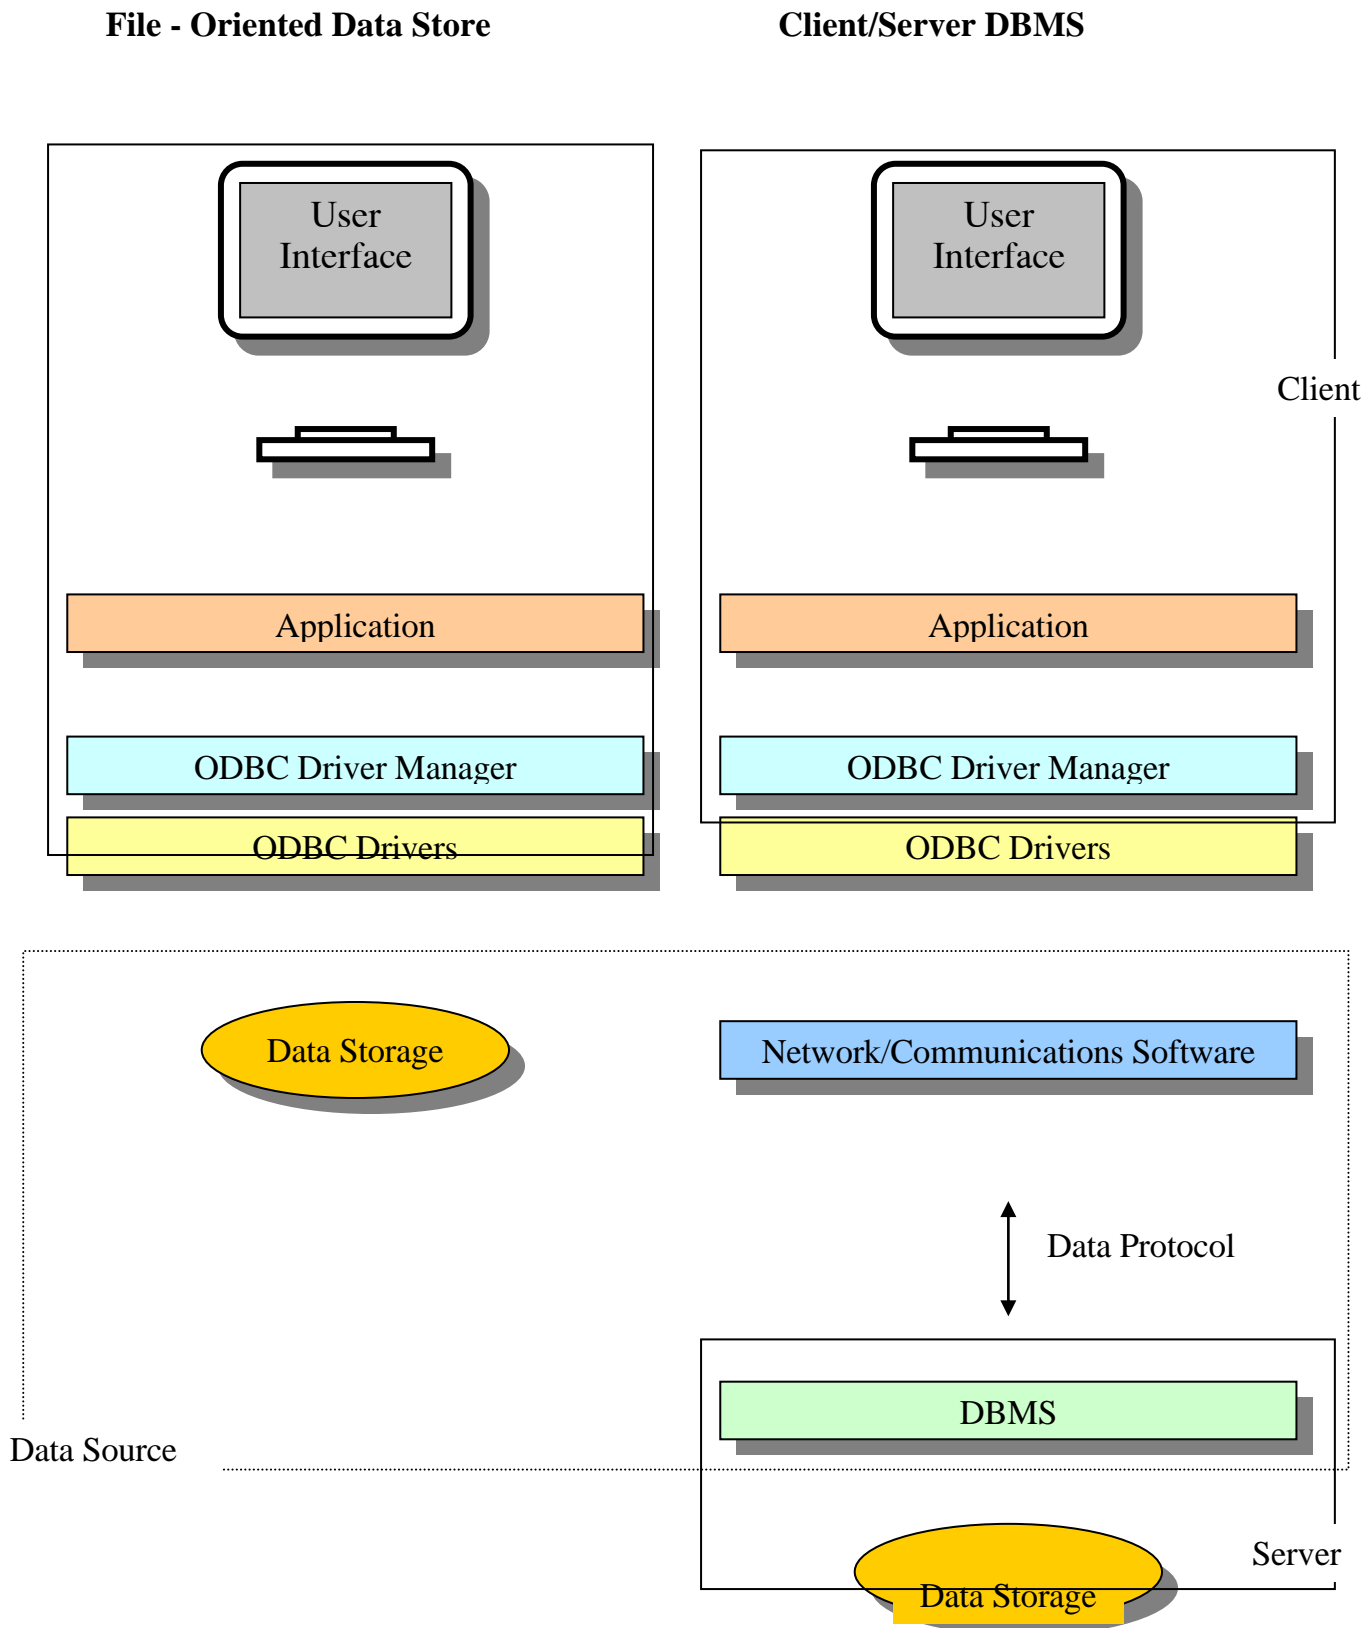 File - Oriented Data Store
Client/Server DBMS
User
Interface
User
Interface
Client
Application
Application
ODBC Driver Manager
ODBC Driver Manager
ODBC Drivers
ODBC Drivers
Data Storage
Network/Communications Software
Data Protocol
DBMS
Data Source
Server
Data Storage